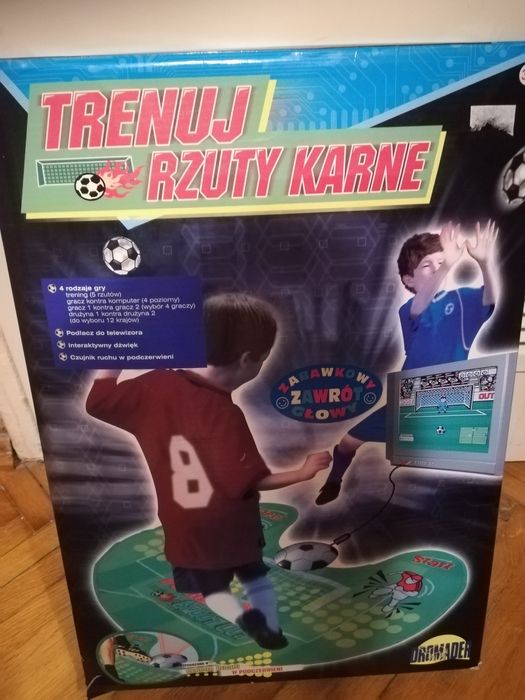 TRENUJ
RZUTY KARNE
4 rodzaje gry
trening (5 rzutów)
gracz kontra komputer (4 poziomy)
gracz 1 kontra gracz 2 (wybór 4 graczy)
drużyna 1 kontra drużyna 2
(do wyboru 12 krajów)
Podłącz do telewizora
Interaktywny dźwięk
Czujnik ruchu w podczerwieni
ZABAWKOWY
ZAWRÓT
GŁOWY
OUT
8
Start
W PODCZERWIENI
DROMADER